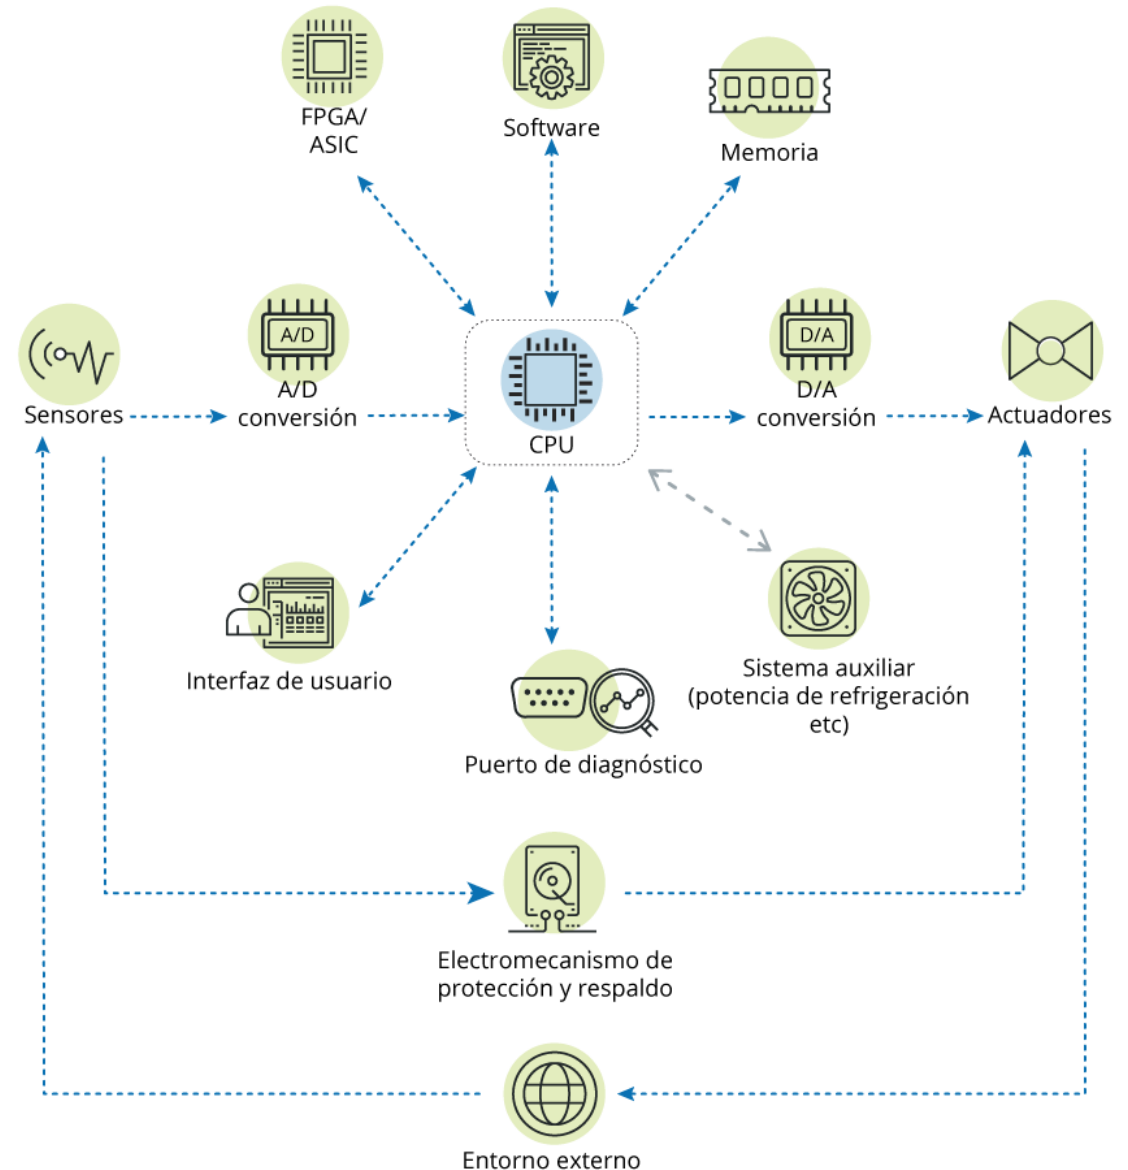 FPGA/
ASIC
Software
Memoria
Sensores
A/D
A/D
conversión
CPU
D/A
D/A
conversión
Actuadores
Interfaz de usuario
Puerto de diagnóstico
Sistema auxiliar
(potencia de refrigeración
etc)
Electromecanismo de
protección y respaldo
Entorno externo